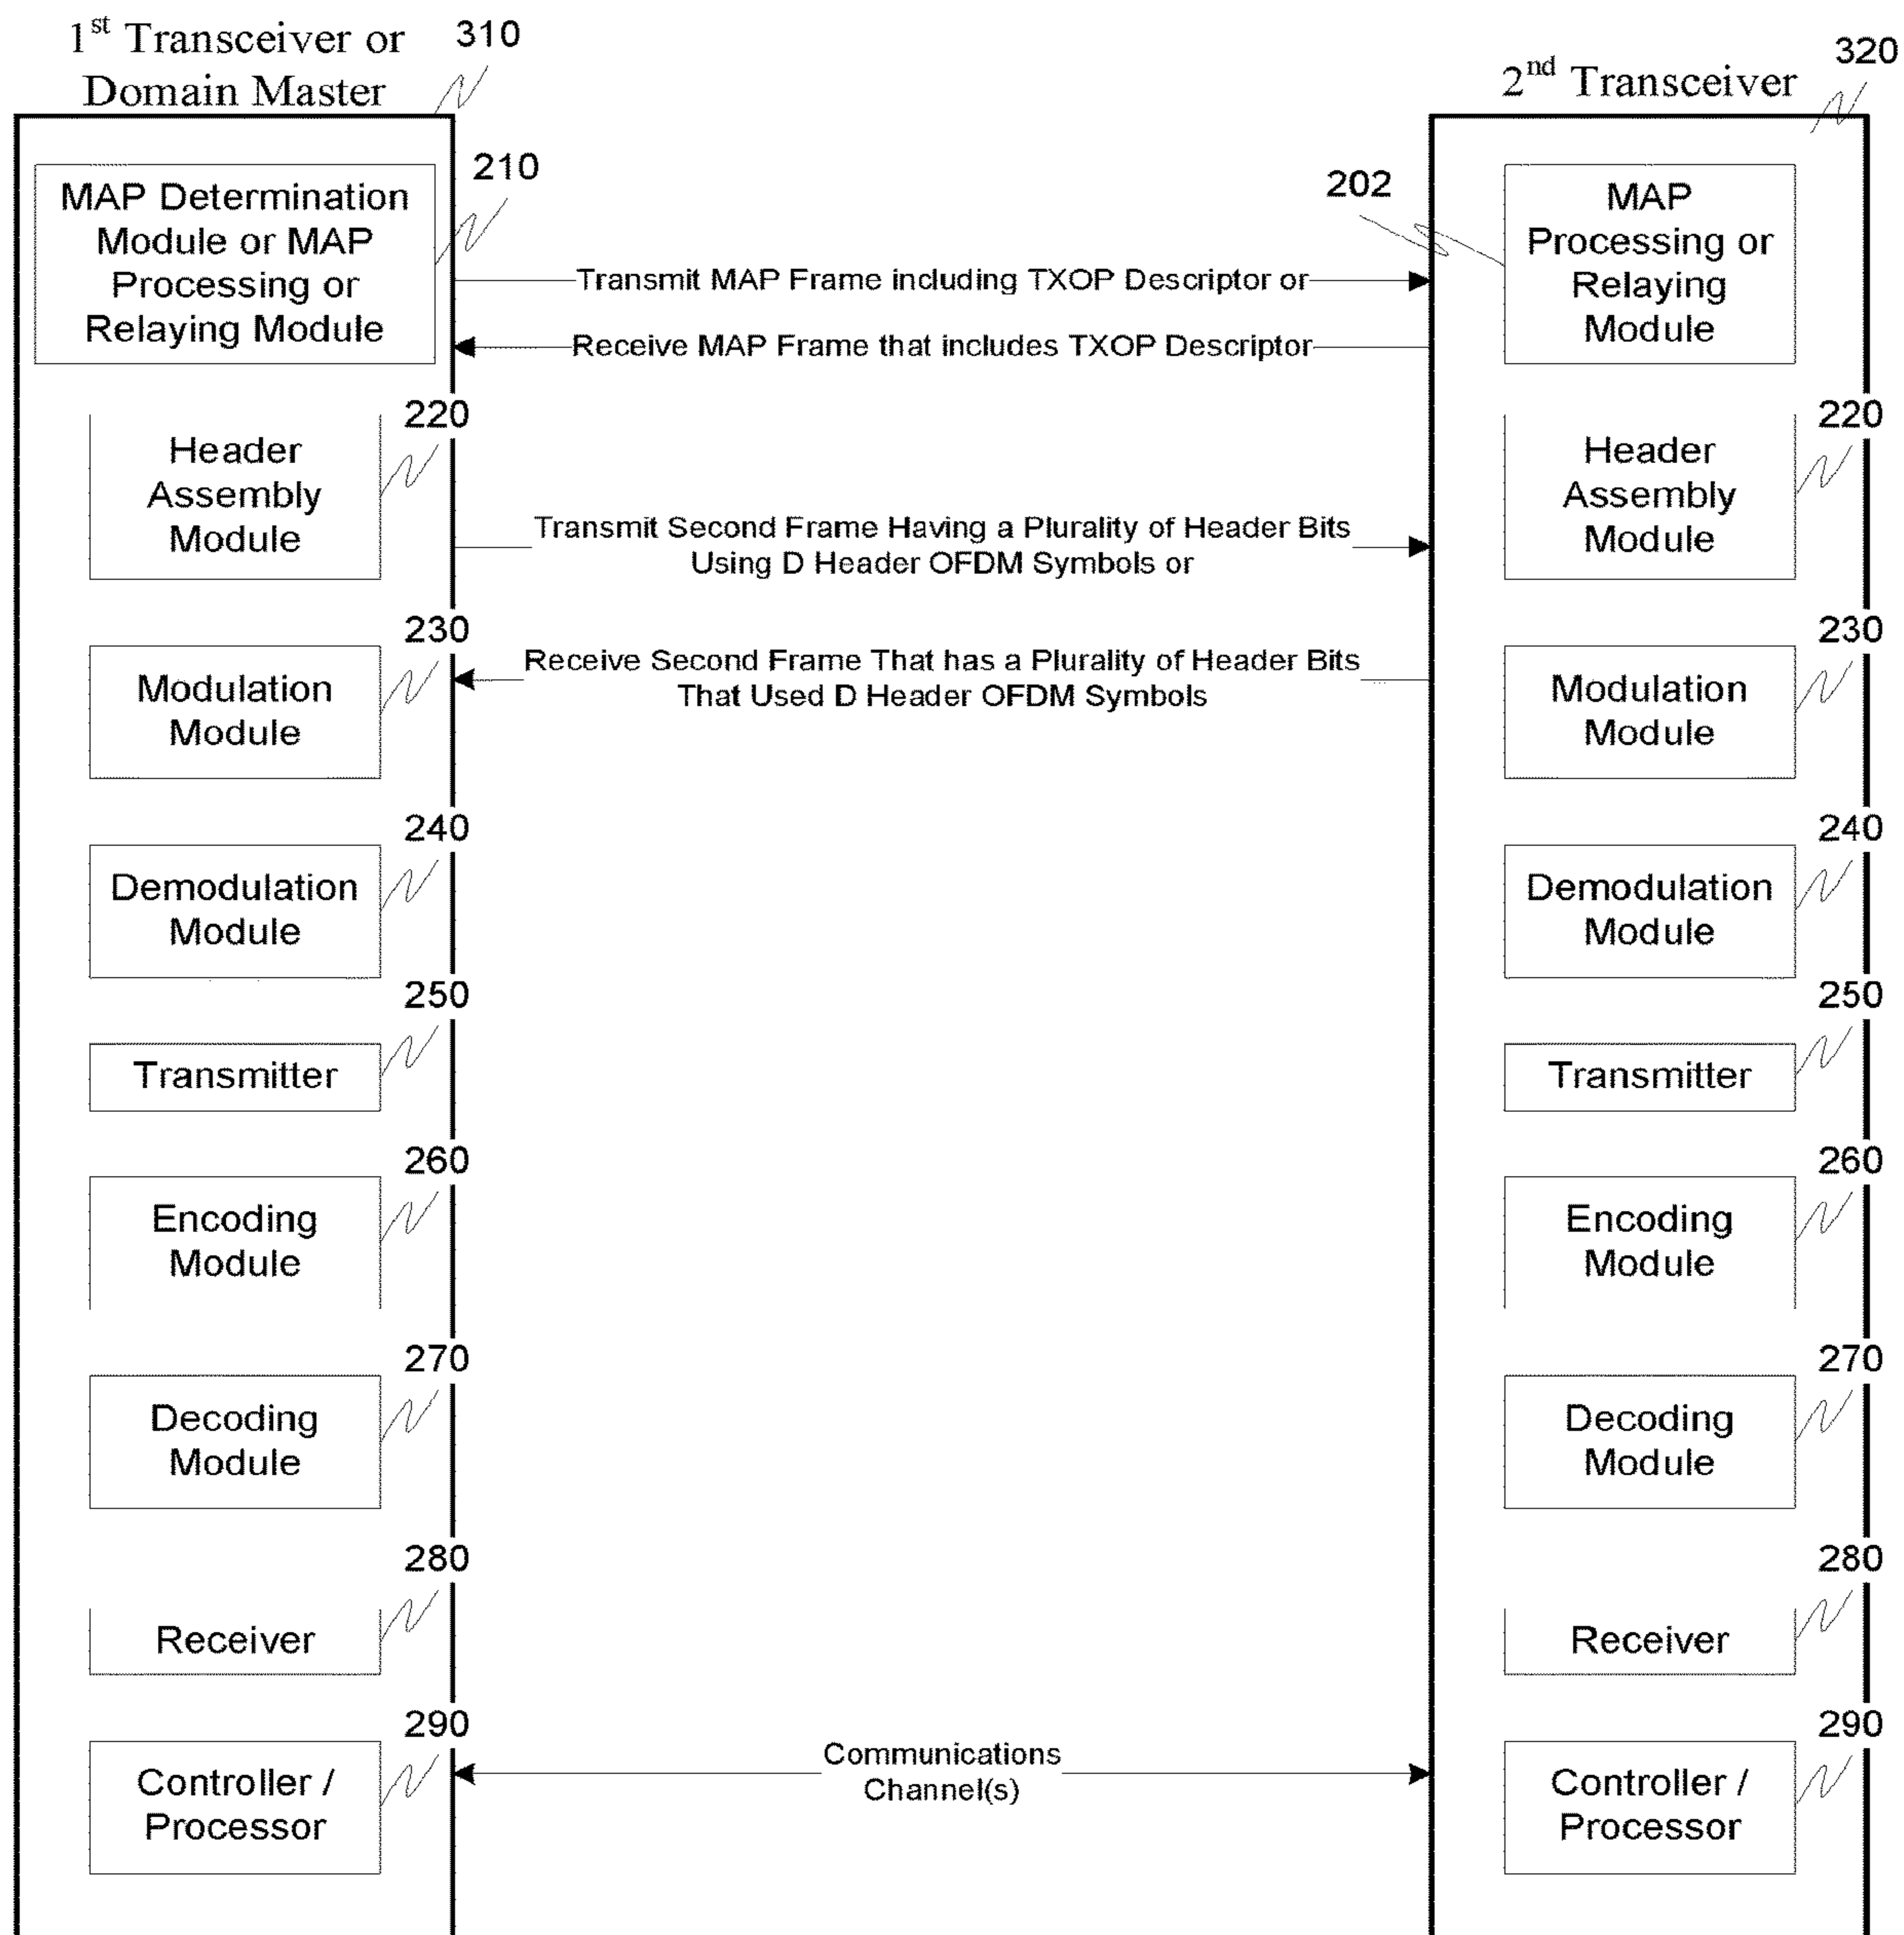 1st Transceiver or
Domain Master
310
2nd Transceiver
320
MAP Determination
Module or MAP
Processing or
Relaying Module
210
Transmit MAP Frame including TXOP Descriptor or
Receive MAP Frame that includes TXOP Descriptor
202
MAP
Processing or
Relaying
Module
220
Header
Assembly
Module
Transmit Second Frame Having a Plurality of Header Bits
Using D Header OFDM Symbols or
220
Header
Assembly
Module
230
Modulation
Module
Receive Second Frame That has a Plurality of Header Bits
That Used D Header OFDM Symbols
230
Modulation
Module
240
Demodulation
Module
240
Demodulation
Module
250
Transmitter
250
Transmitter
260
Encoding
Module
260
Encoding
Module
270
Decoding
Module
270
Decoding
Module
280
Receiver
280
Receiver
290
Controller /
Processor
Communications
Channel(s)
290
Controller /
Processor